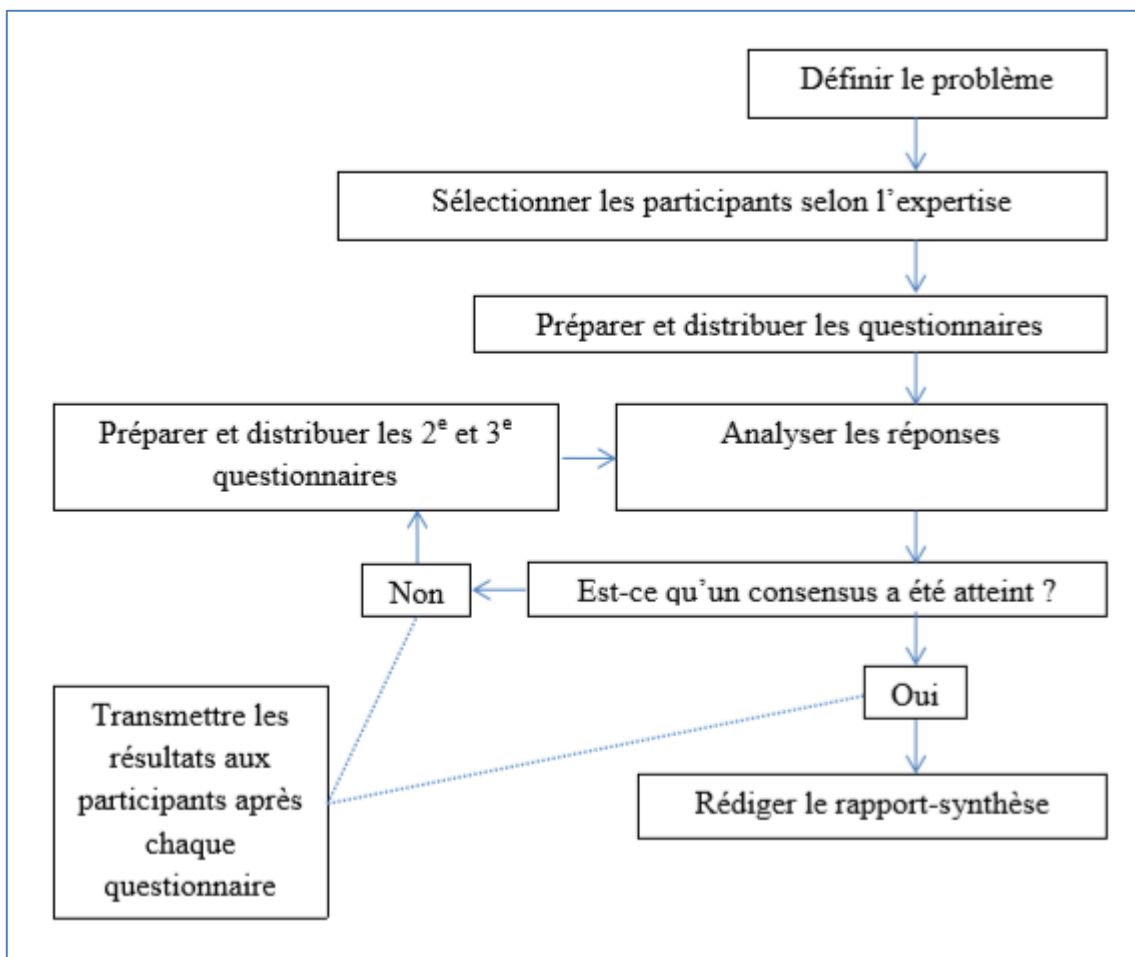 Définir le problème
Sélectionner les participants selon l’expertise
Préparer et distribuer les questionnaires
Préparer et distribuer les 2e et 3e
questionnaires
Analyser les réponses
Non
Est-ce qu’un consensus a été atteint ?
Oui
Transmettre les
résultats aux
participants après
chaque
questionnaire
Rédiger le rapport-synthèse